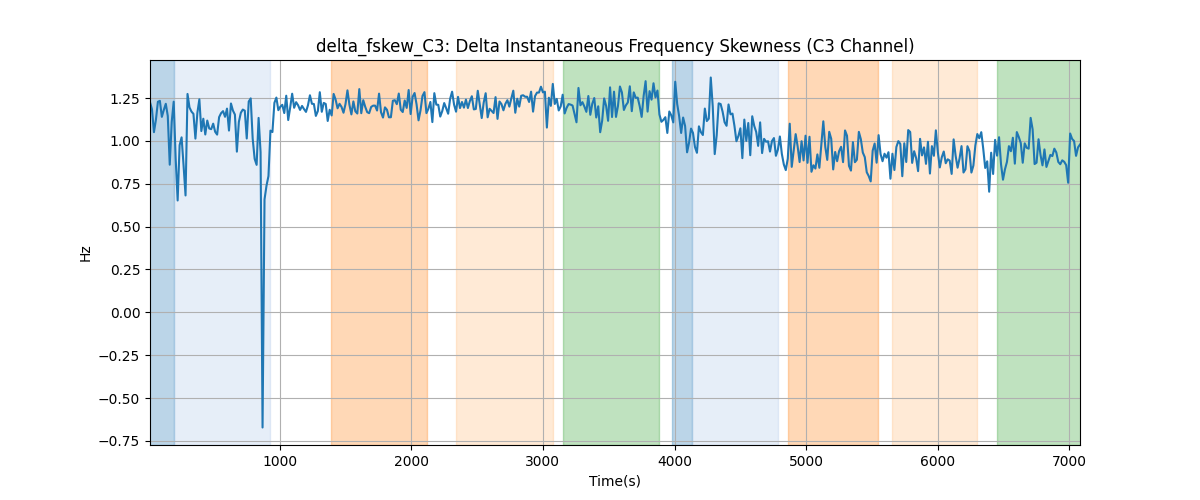 delta_fskew_C3: Delta Instantaneous Frequency Skewness (C3 Channel)
Hz
1.25
1.00
0.75
0.50
0.25
0.00
−0.25
−0.50
−0.75
1000 2000 3000 4000 5000 6000 7000
Time(s)